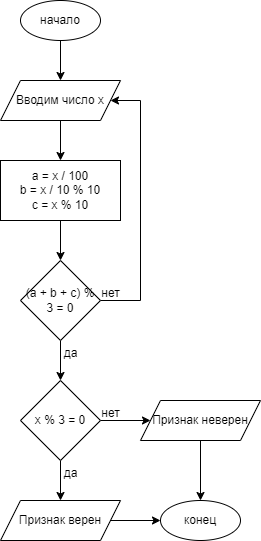 начало
Вводим число x
a = x / 100
b = x / 10 % 10
c = x % 10
(a + b + c) %
3 = 0
нет
да
x % 3 = 0
нет
Признак неверен
да
Признак верен
конец